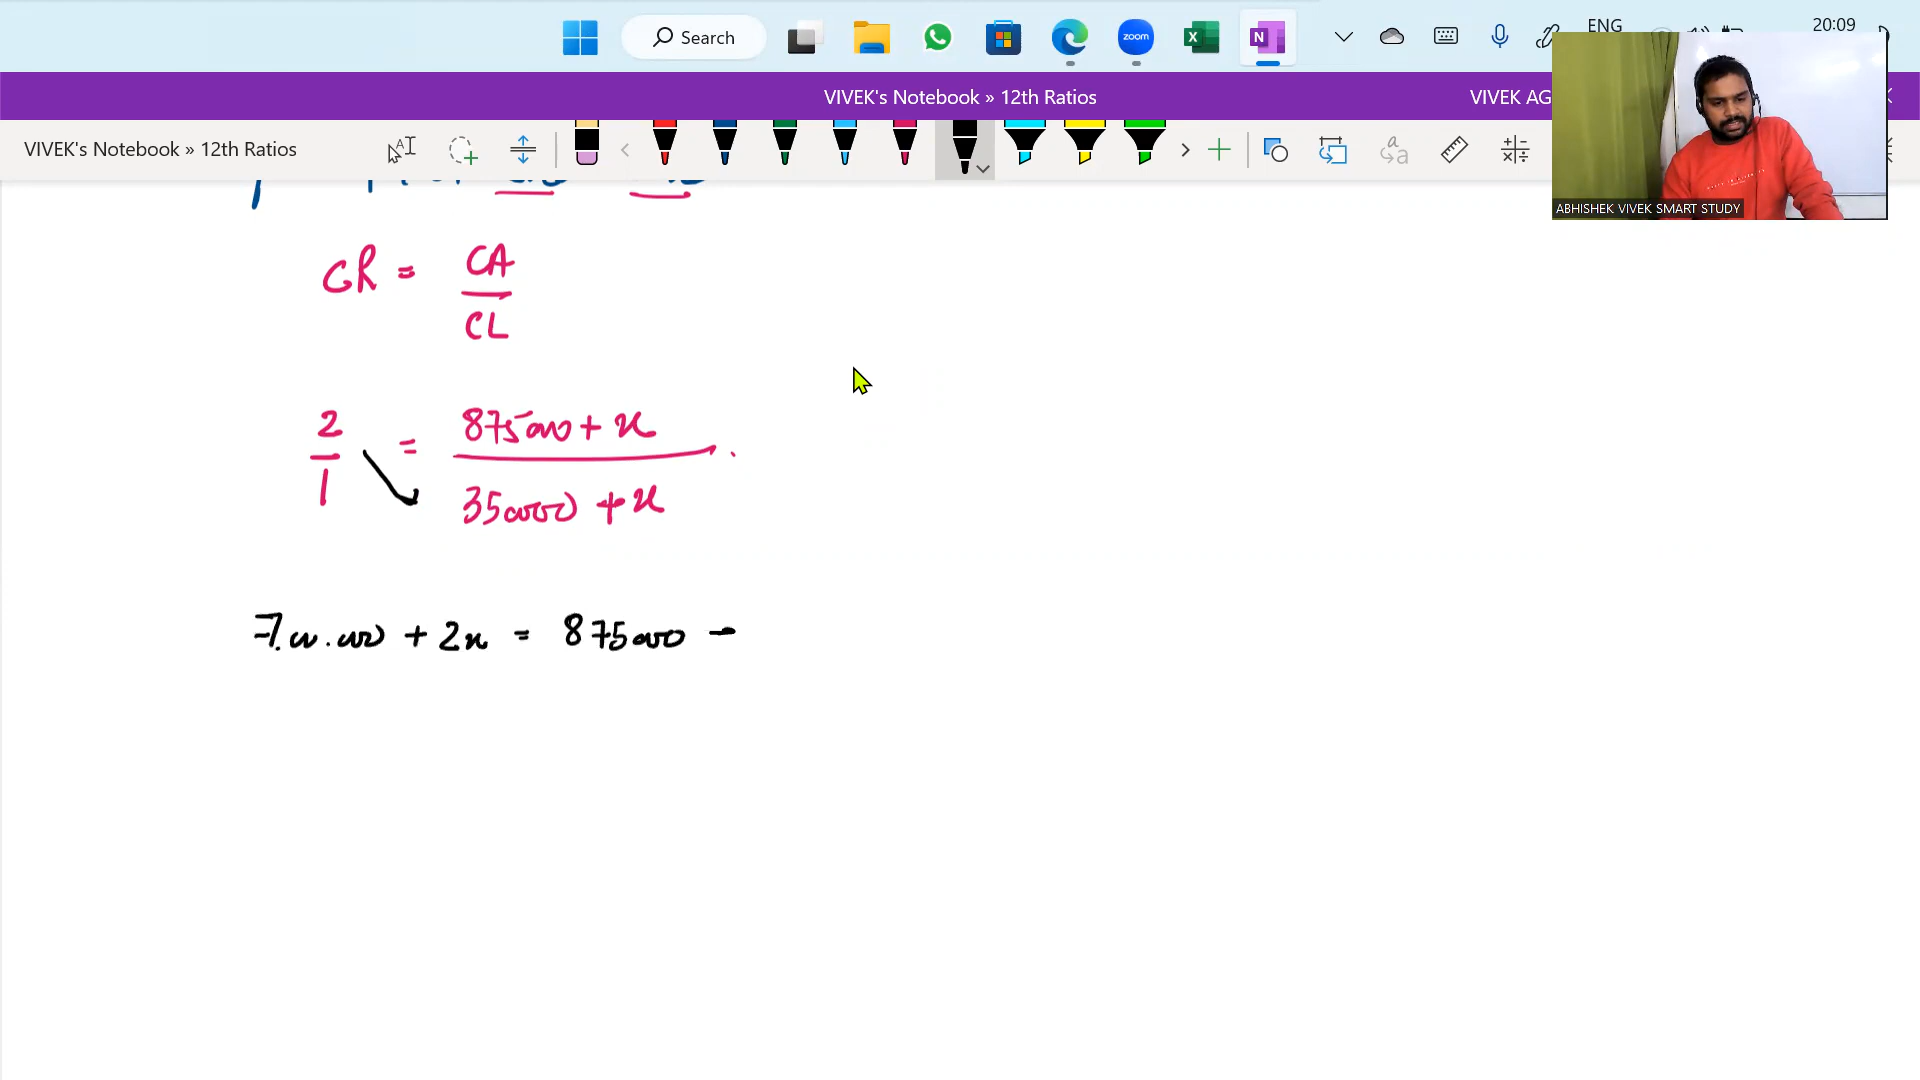 Search
zoom
ENG
20:09
VIVEK's Notebook » 12th Ratios
VIVEK AG
VIVEK's Notebook » 12th Ratios
ABHISHEK VIVEK SMART STUDY
CR = CA
CL
2 = 875000 + x
1 350000 + x
7.00.000 + 2x = 875000 -